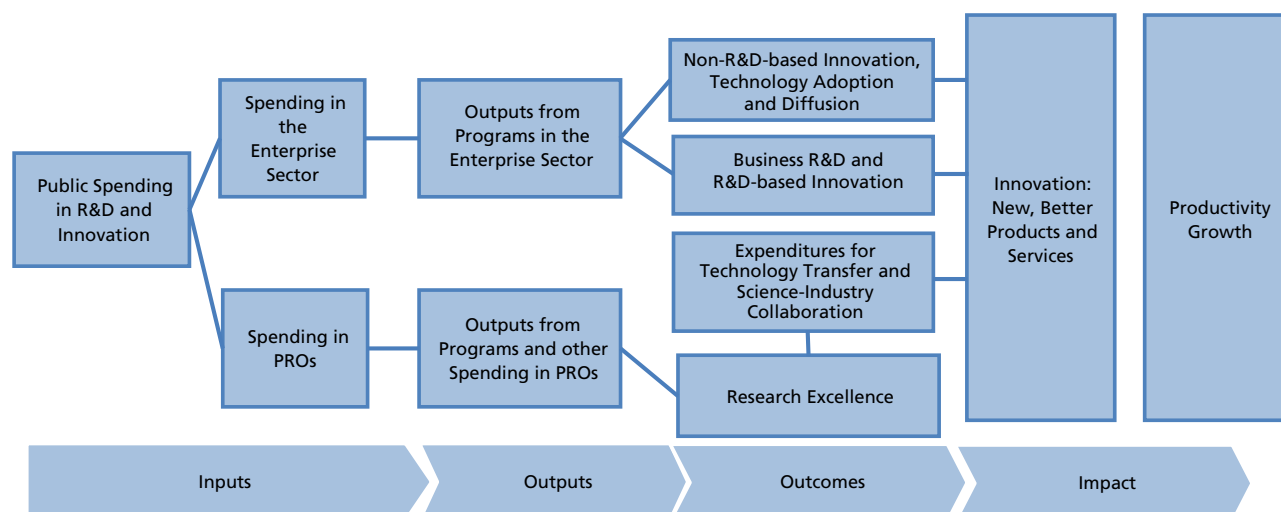 Public Spending
in R&D and
Innovation
Spending in
the
Enterprise
Sector
Spending in
PROs
Outputs from
Programs in the
Enterprise Sector
Outputs from
Programs and other
Spending in PROs
Non-R&D-based Innovation,
Technology Adoption
and Diffusion
Business R&D and
R&D-based Innovation
Expenditures for
Technology Transfer and
Science-Industry
Collaboration
Research Excellence
Innovation:
New, Better
Products and
Services
Productivity
Growth
Inputs
Outputs
Outcomes
Impact